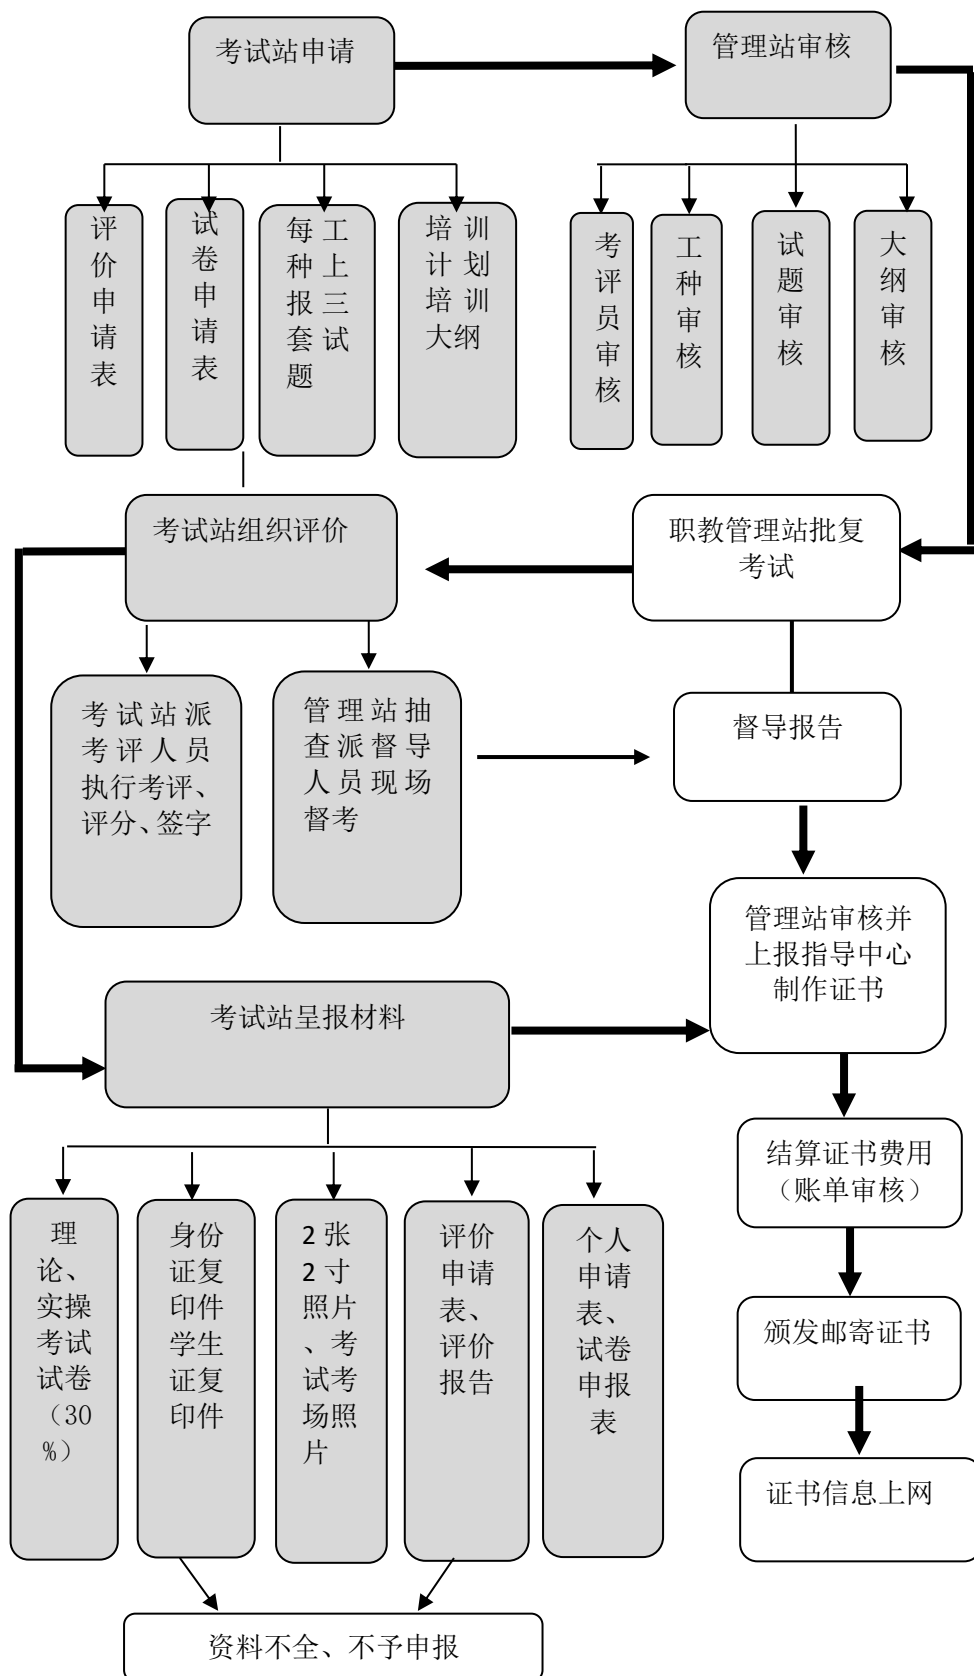 考试站申请
管理站审核
评
价
申
请
表
试
卷
申
请
表
每 工
种 上
报 三
套 试
题
培 训
计 划
培 训
大纲
考
评
员
审
核
工
种
审
核
试
题
审
核
大
纲
审
核
考试站组织评价
职教管理站批复
考试
考 试 站 派
考 评 人 员
执行考评、
评分、签字
管 理 站 抽
查 派 督 导
人 员 现 场
督考
督导报告
管理站审核并
上报指导中心
制作证书
考试站呈报材料
结算证书费用
（账单审核）
理
论、
实操
考试
试卷
（30
%）
身份
证复
印件
学生
证复
印件
2 张
2 寸
照片
、考
试考
场照
片
评价
申请
表、
评价
报告
个人
申请
表、
试卷
申报
表
颁发邮寄证书
证书信息上网
资料不全、不予申报